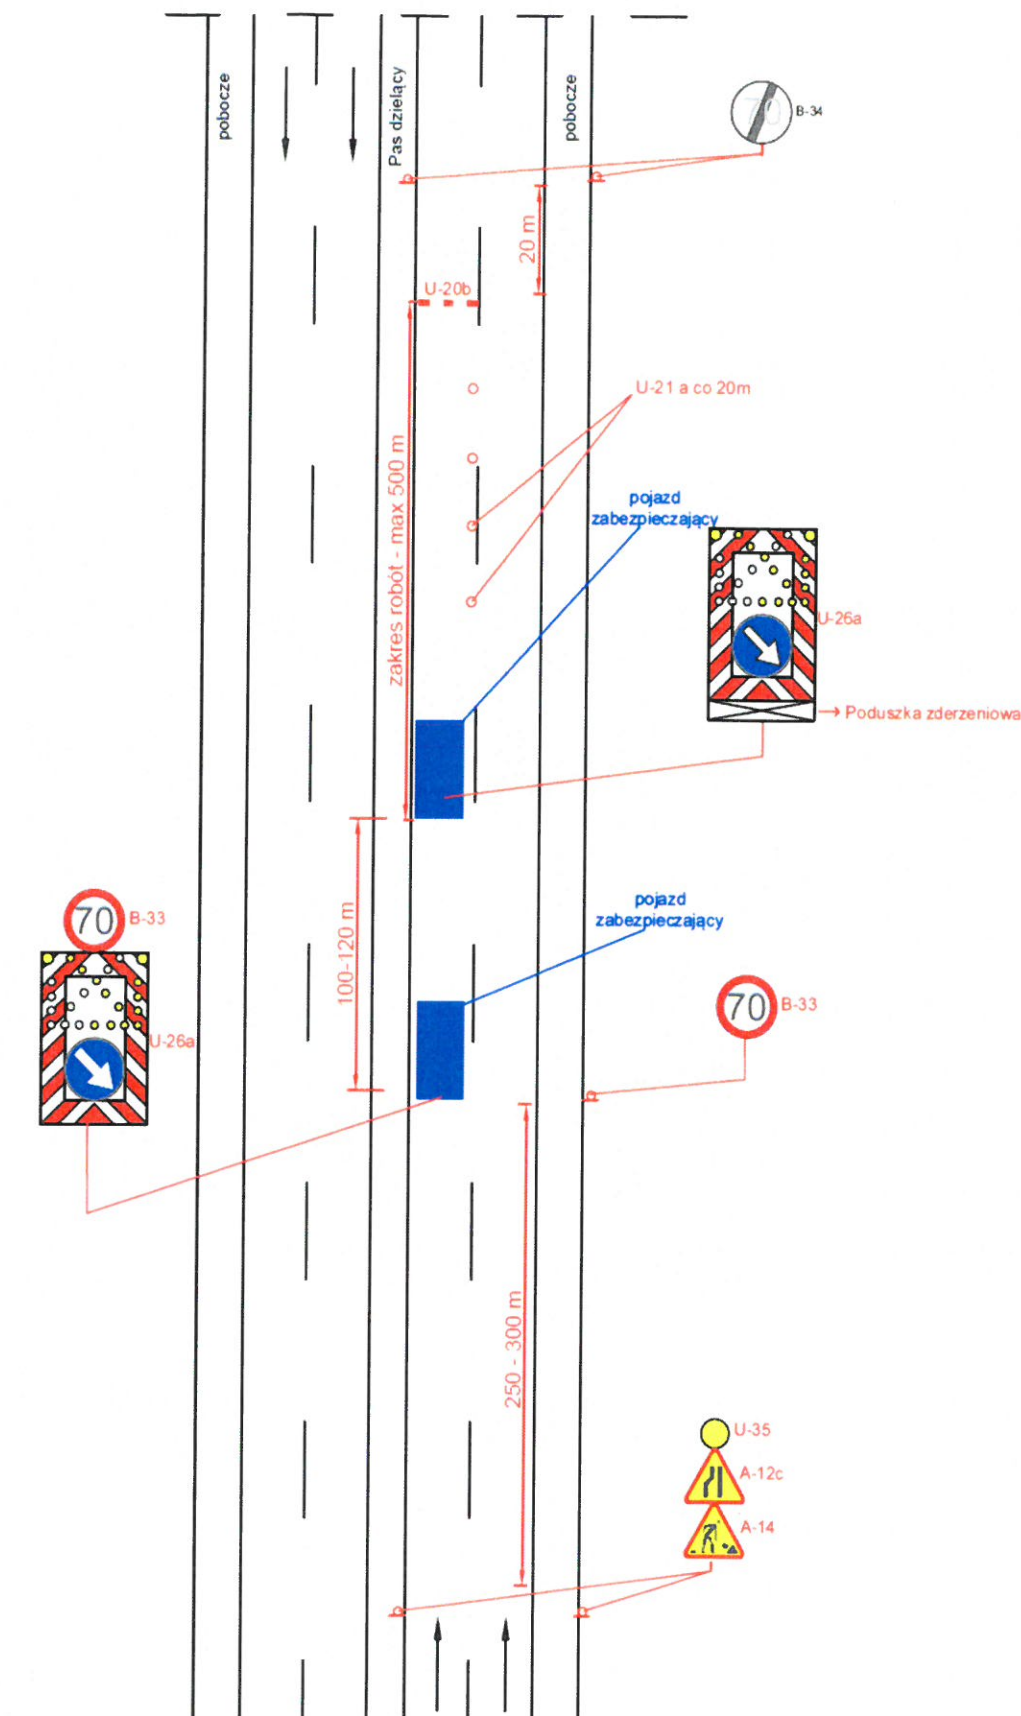 pobocze
Pas dzielący
pobocze
70
B-34
20 m
U-20b
U-21 a co 20m
zakres robót - max 500 m
pojazd
zabezpieczający
U-26a
Poduszka zderzeniowa
100-120 m
pojazd
zabezpieczający
70
B-33
U-26a
70
B-33
250 - 300 m
U-35
A-12c
A-14